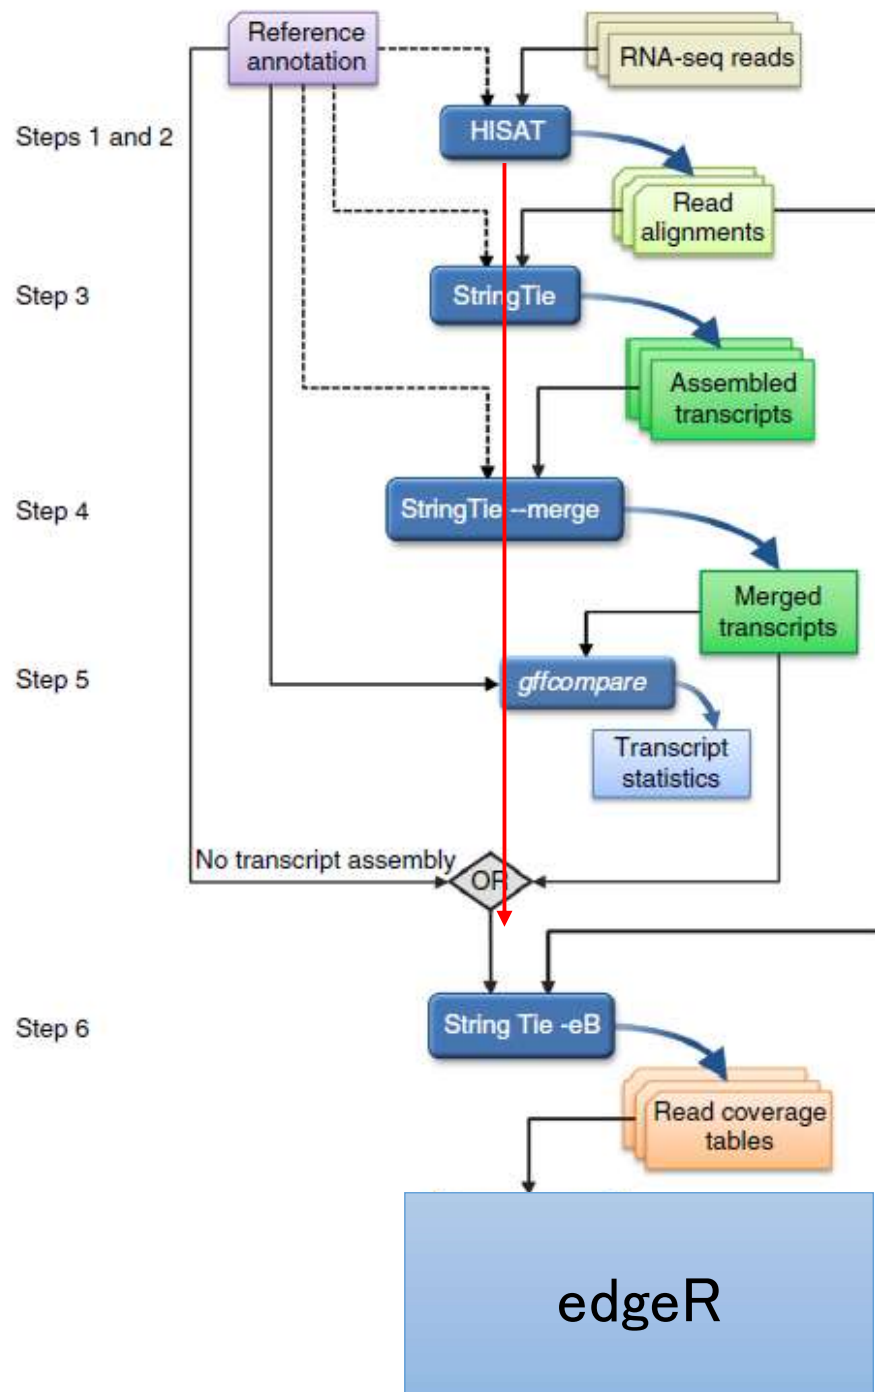 Reference
annotation
RNA-seq reads
Steps 1 and 2
HISAT
Read
alignments
Step 3
StringTie
Assembled
transcripts
Step 4
StringTie --merge
Merged
transcripts
Step 5
gffcompare
Transcript
statistics
No transcript assembly
OR
Step 6
String Tie -eB
Read coverage
tables
edgeR